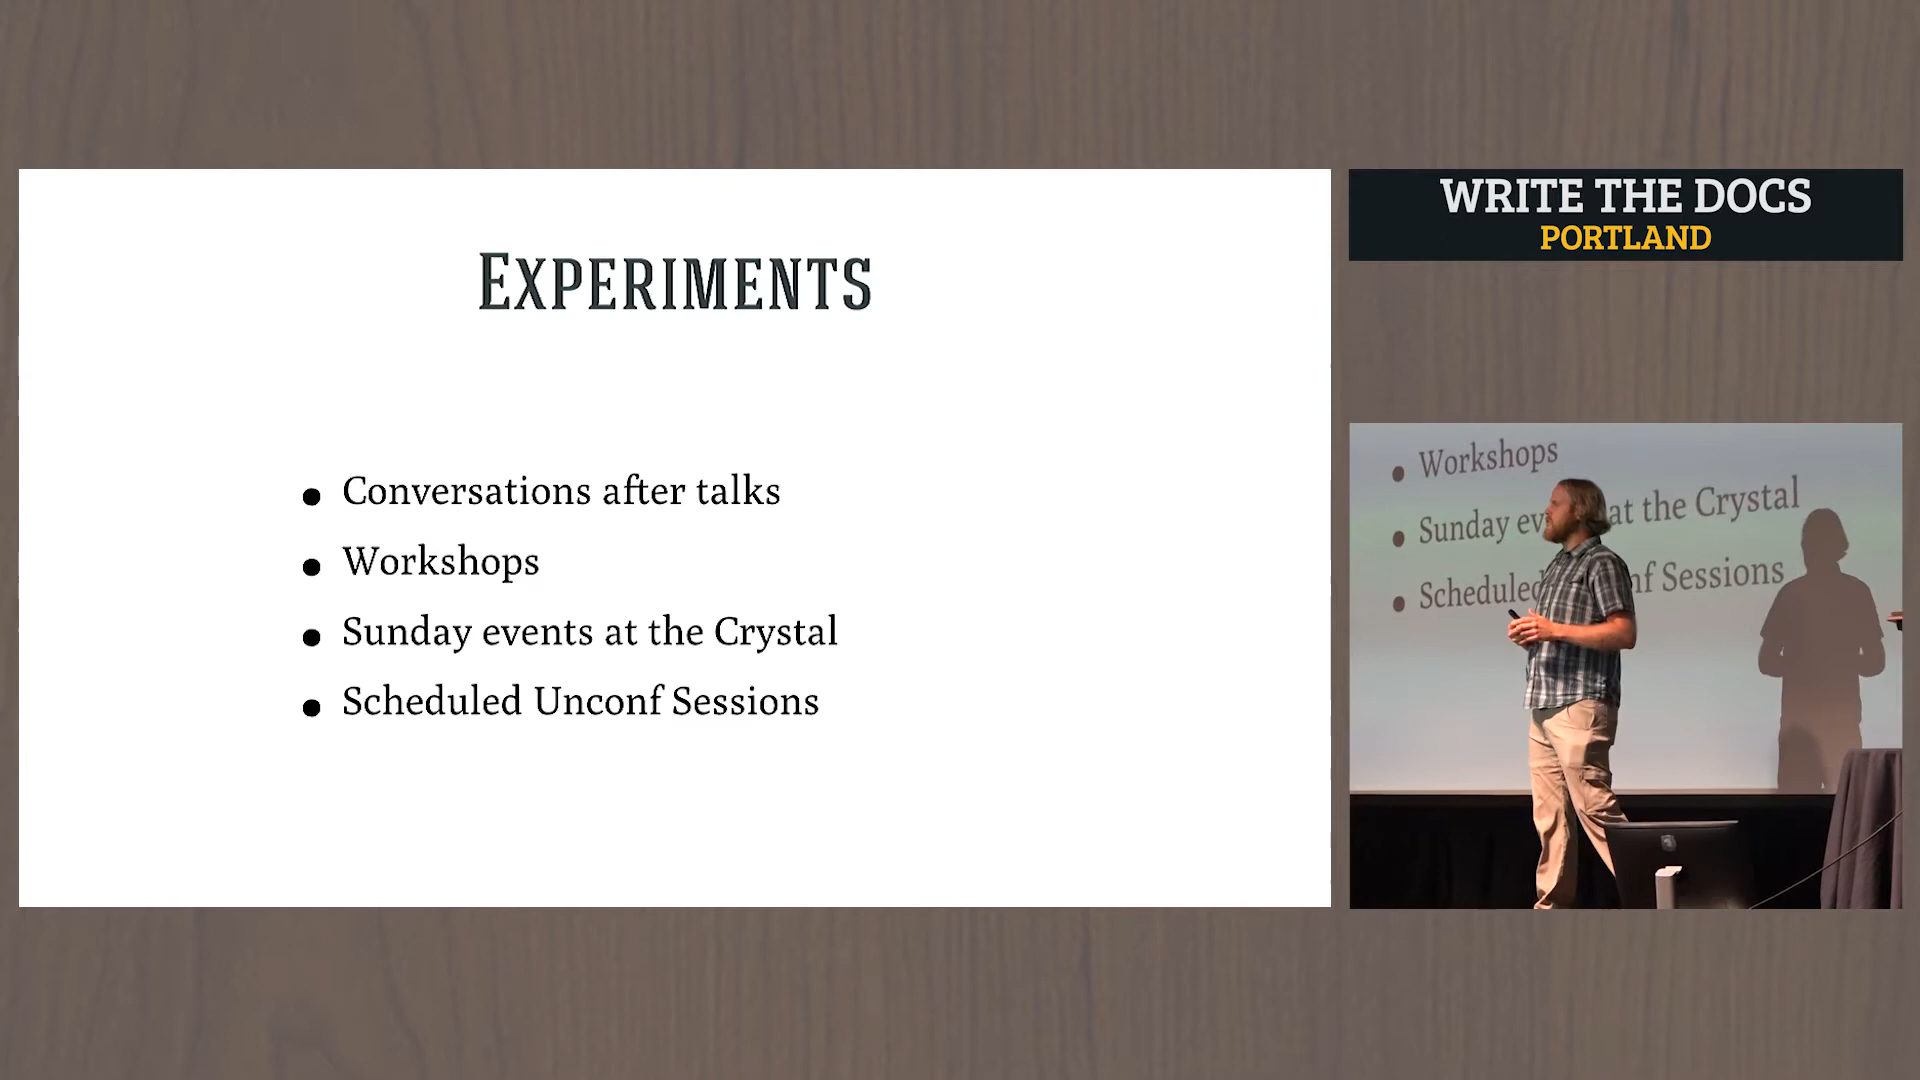 EXPERIMENTS
Conversations after talks
Workshops
Sunday events at the Crystal
Scheduled Unconf Sessions
WRITE THE DOCS
PORTLAND
Workshops
Sunday ev at the Crystal
Scheduled nf Sessions